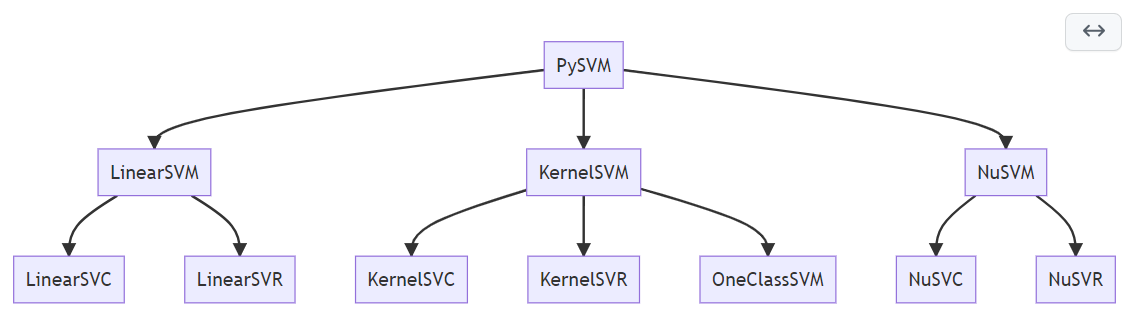 PySVM
LinearSVM
KernelSVM
NuSVM
LinearSVC
LinearSVR
KernelSVC
KernelSVR
OneClassSVM
NuSVC
NuSVR